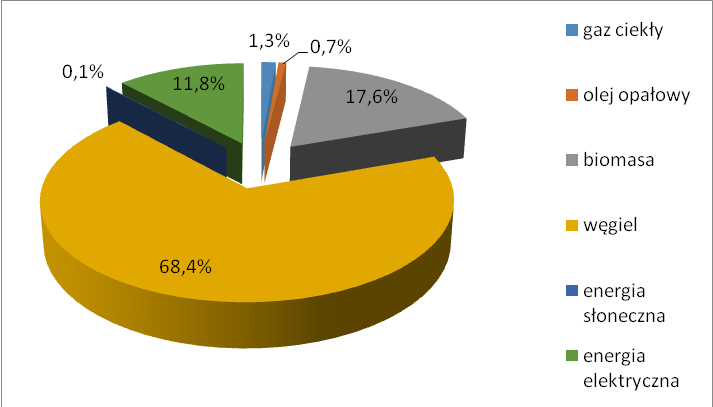 1,3%
0,7%
0,1%
11,8%
17,6%
68,4%
gaz ciekły
olej opałowy
biomasa
węgiel
energia
słoneczna
energia
elektryczna